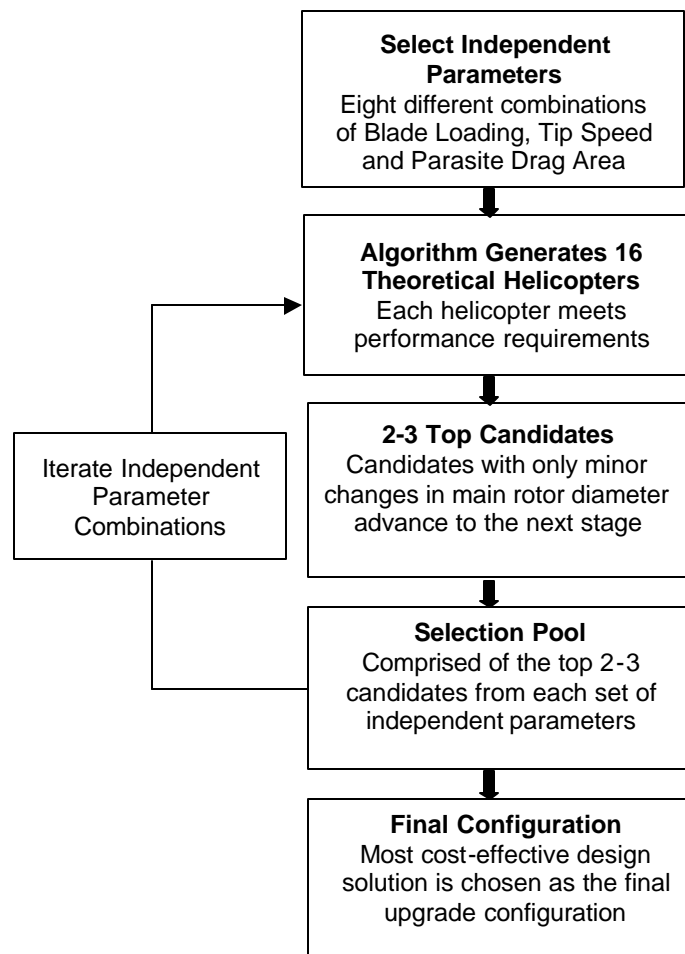 Select Independent
Parameters
Eight different combinations
of Blade Loading, Tip Speed
and Parasite Drag Area
Algorithm Generates 16
Theoretical Helicopters
Each helicopter meets
performance requirements
2-3 Top Candidates
Candidates with only minor
changes in main rotor diameter
advance to the next stage
Iterate Independent
Parameter
Combinations
Selection Pool
Comprised of the top 2-3
candidates from each set of
independent parameters
Final Configuration
Most cost-effective design
solution is chosen as the final
upgrade configuration